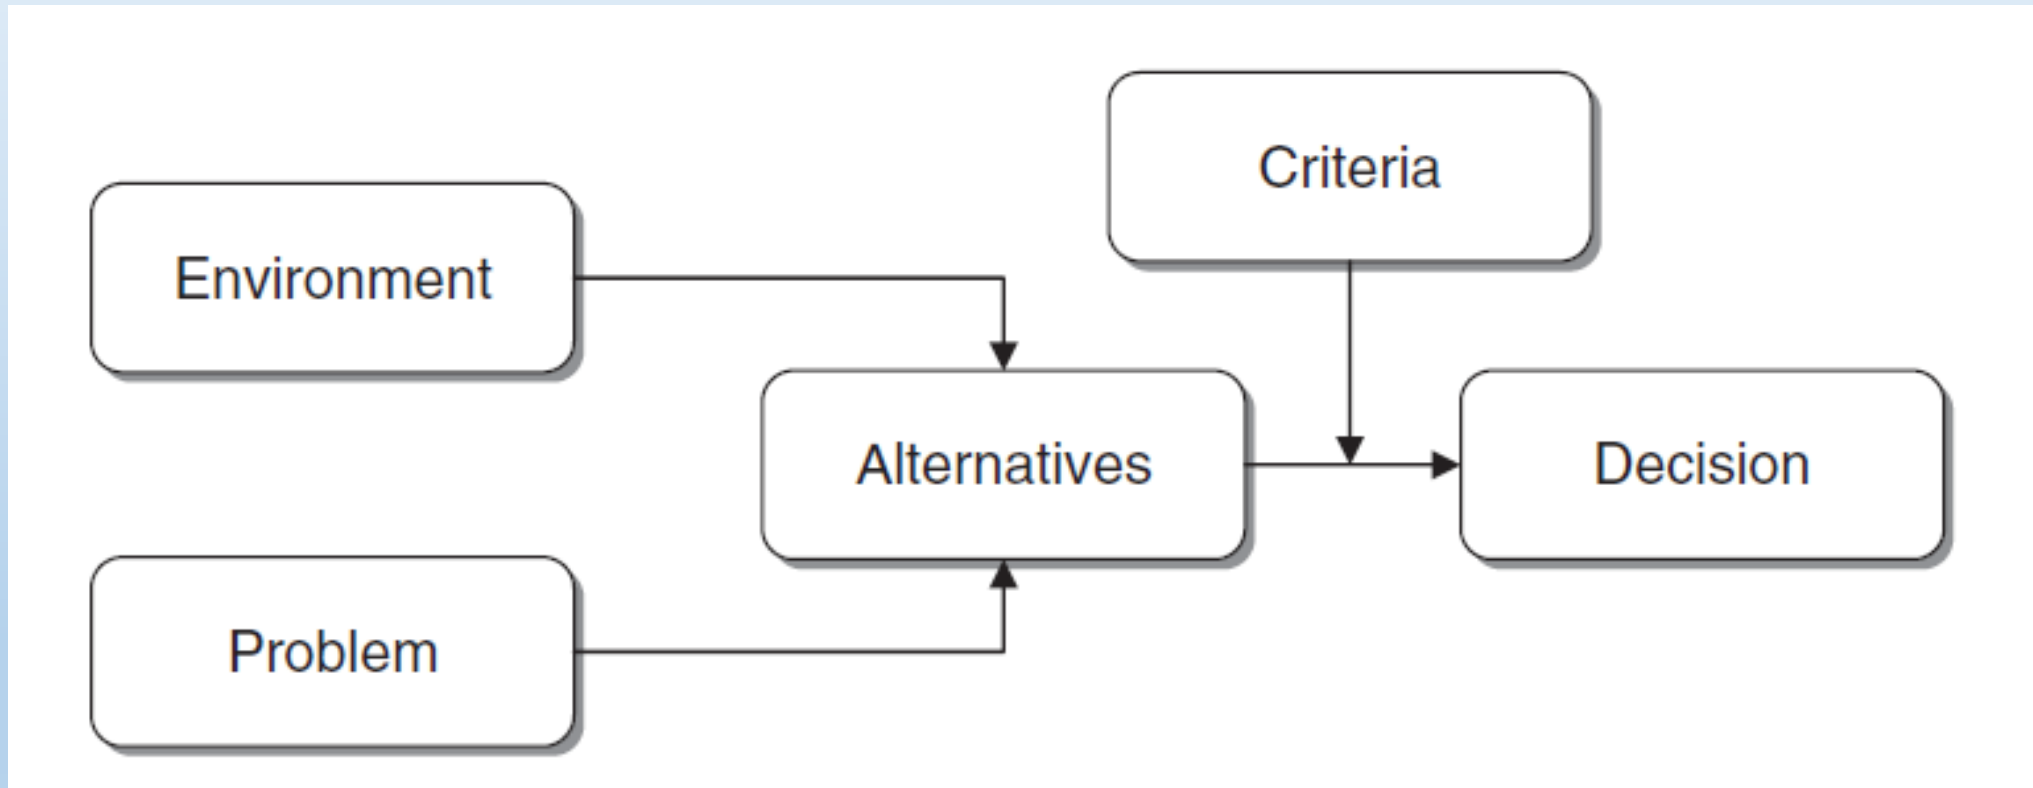 Criteria
Environment
Alternatives
Decision
Problem